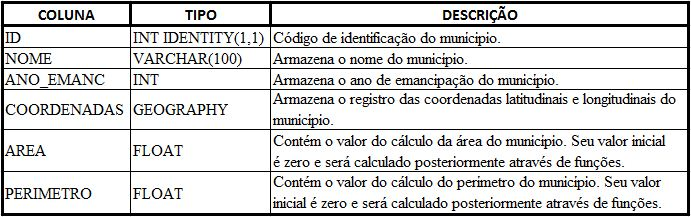 COLUNA TIPO DESCRIÇÃO
ID INT IDENTITY(1,1) Código de identificação do municipio.
NOME VARCHAR(100) Armazena o nome do município.
ANO_EMANC INT Armazena o ano de emancipação do município.
COORDENADAS GEOGRAPHY Armazena o registro das coordenadas latitudinais e longitudinais do
município.
AREA FLOAT Contém o valor do cálculo da área do município. Seu valor inicial
é zero e será calculado posteriormente através de funções.
PERIMETRO FLOAT Contém o valor do cálculo do perímetro do município. Seu valor
inicial é zero e será calculado posteriormente através de funções.